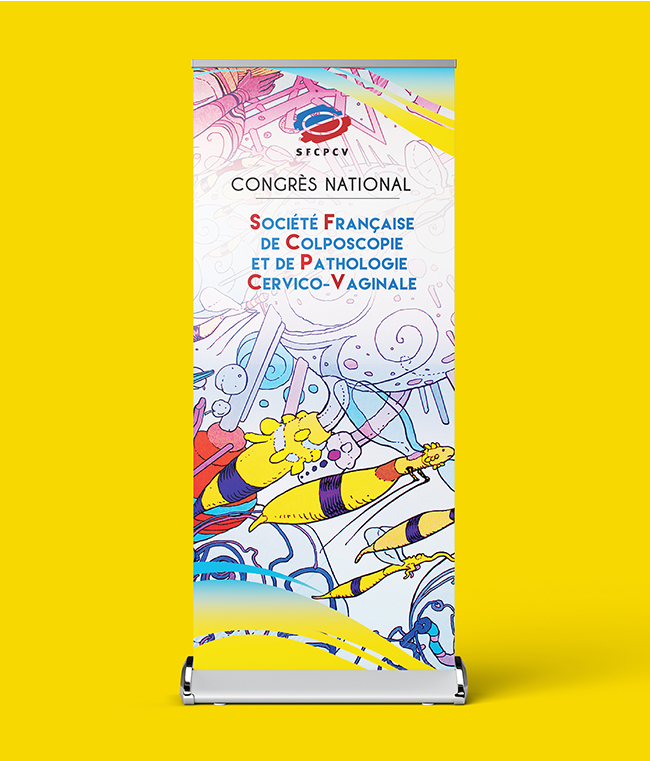 SFCPCV
CONGRÈS NATIONAL
SOCIÉTÉ FRANÇAISE
DE COLPOSCOPIE
ET DE PATHOLOGIE
CERVICO-VAGINALE